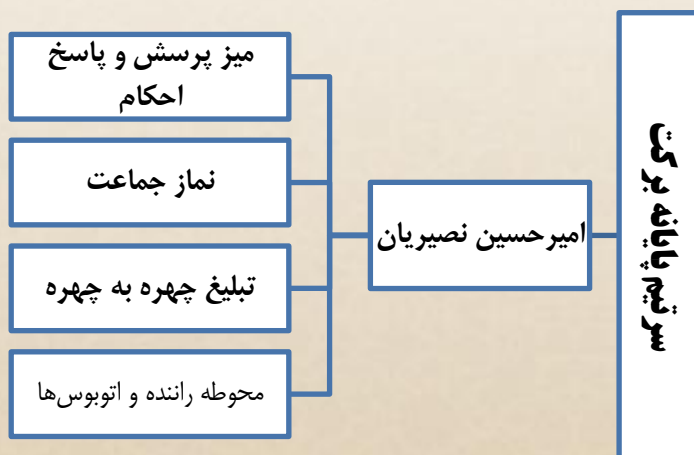 سرتیم پایانه برکت
امیرحسین نصیریان
میز پرسش و پاسخ
احکام
نماز جماعت
تبلیغ چهره به چهره
محوطه راننده و اتوبوس‌ها